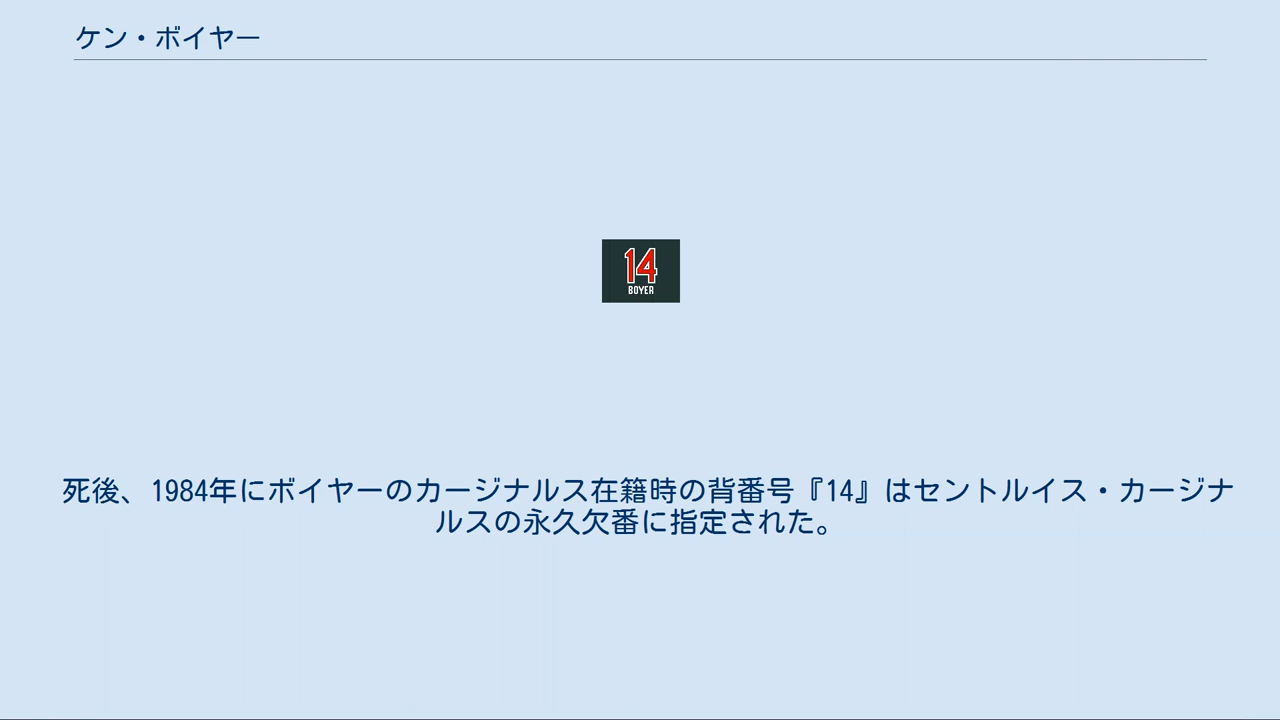 ケン・ボイヤー
14
BOYER
死後、1984年にボイヤーのカージナルス在籍時の背番号『14』はセントルイス・カージナ
ルスの永久欠番に指定された。